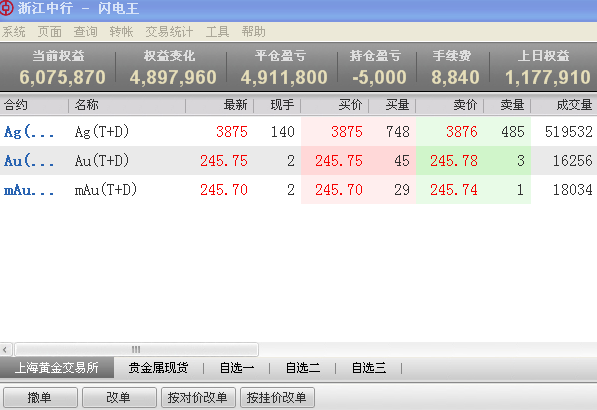 浙江中行 - 闪电王
系统 页面 查询 转帐 交易统计 工具 帮助
当前权益 权益变化 平仓盈亏 持仓盈亏 手续费 上日权益
6,075,870 4,897,960 4,911,800 -5,000 8,840 1,177,910
合约 名称 最新 现手 买价 买量 卖价 卖量 成交量
Ag(... Ag(T+D) 3875 140 3875 748 3876 485 519532
Au(... Au(T+D) 245.75 2 245.75 45 245.78 3 16256
mAu... mAu(T+D) 245.70 2 245.70 29 245.74 1 18034
上海黄金交易所 贵金属现货 自选一 自选二 自选三
撤单 改单 按对价改单 按挂价改单